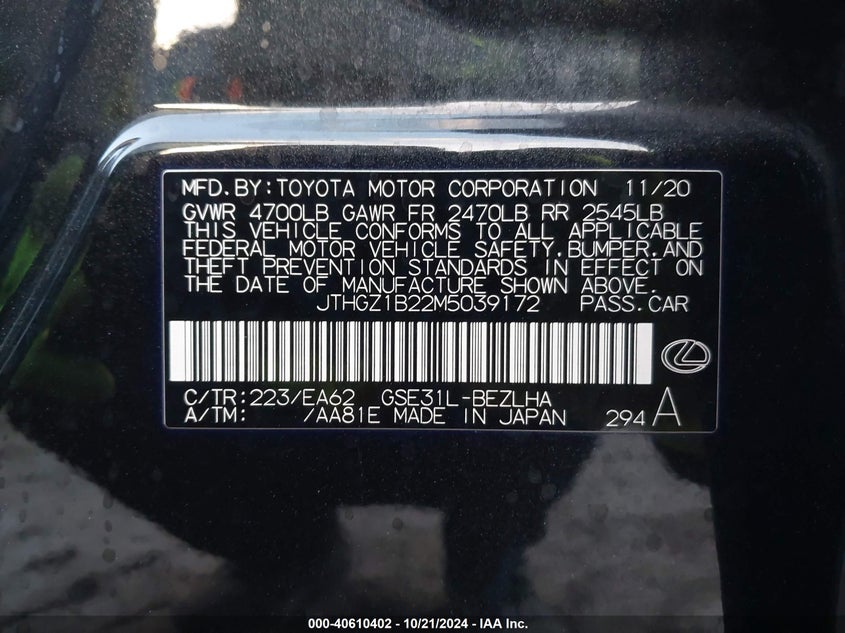 MFD.BY:TOYOTA MOTOR CORPORATION 11/20
GVWR 4700LB GAWR FR 2470LB RR 2545LB
THIS VEHICLE CONFORMS TO ALL APPLICABLE
FEDERAL MOTOR VEHICLE SAFETY,BUMPER,AND
THEFT PREVENTION STANDARDS IN EFFECT ON
THE DATE OF MANUFACTURE SHOWN ABOVE.
JTHGZ1B22M5039172 PASS.CAR
C/TR:223/EA62 GSE31L-BEZLHA
A/TM: /AA81E MADE IN JAPAN 294 A
000-40610402 - 10/21/2024 - IAA Inc.